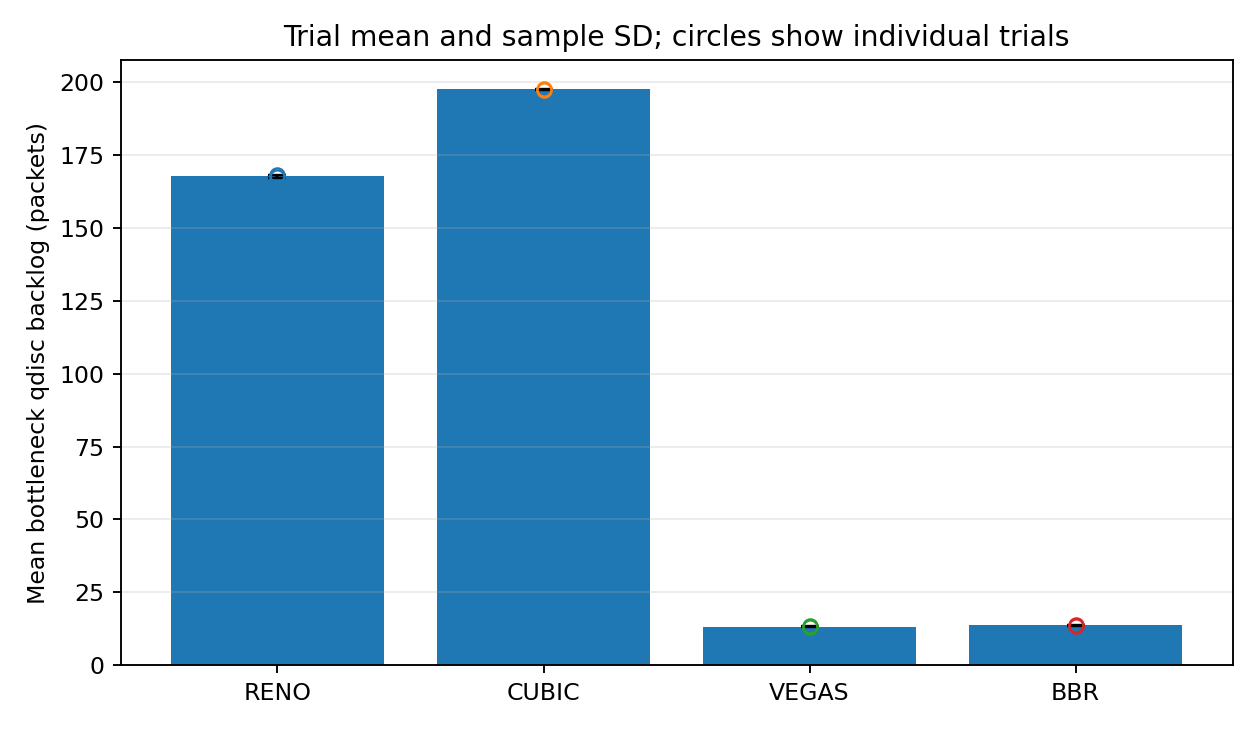 Trial mean and sample SD; circles show individual trials
Mean bottleneck qdisc backlog (packets)
200
175
150
125
100
75
50
25
0
RENO
CUBIC
VEGAS
BBR